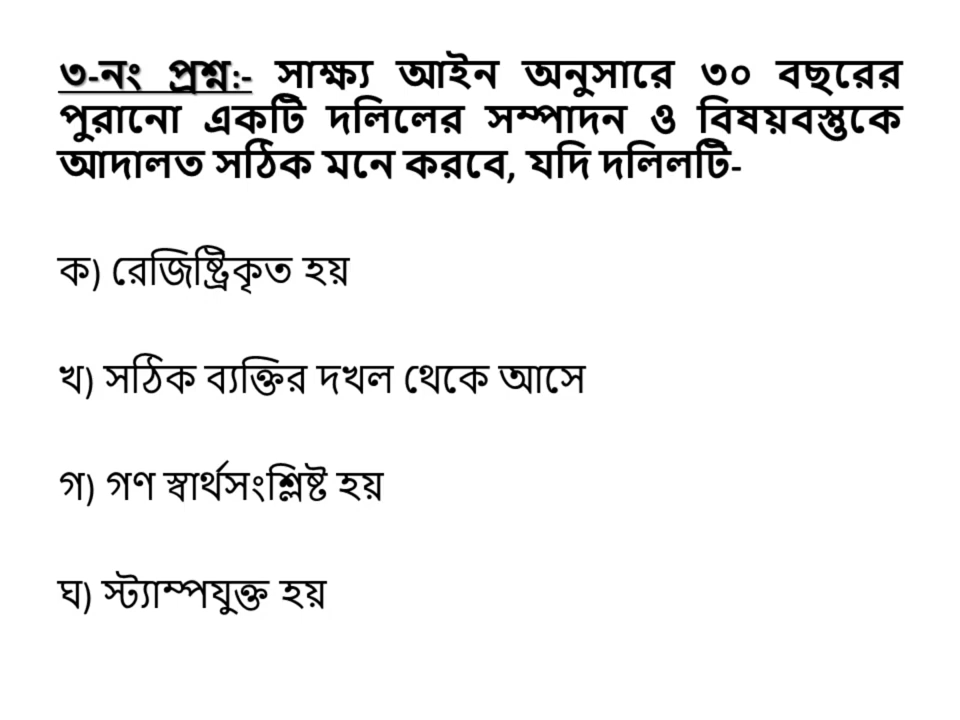 ৩-নং প্রশ্ন:- সাক্ষ্য আইন অনুসারে ৩০ বছরের
পুরানো একটি দলিলের সম্পাদন ও বিষয়বস্তুকে
আদালত সঠিক মনে করবে, যদি দলিলটি-
ক) রেজিষ্ট্রিকৃত হয়
খ) সঠিক ব্যক্তির দখল থেকে আসে
গ) গণ স্বার্থসংশ্লিষ্ট হয়
ঘ) স্ট্যাম্পযুক্ত হয়